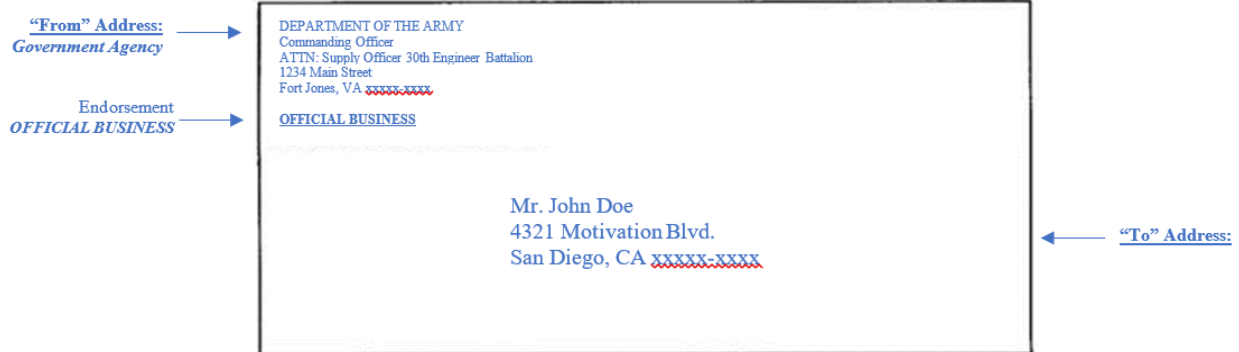 “From” Address:
Government Agency
Endorsement
OFFICIAL BUSINESS
DEPARTMENT OF THE ARMY
Commanding Officer
ATTN: Supply Officer 30th Engineer Battalion
1234 Main Street
Fort Jones, VA xxxxx-xxxx
OFFICIAL BUSINESS
Mr. John Doe
4321 Motivation Blvd.
San Diego, CA xxxxx-xxxx
“To” Address: